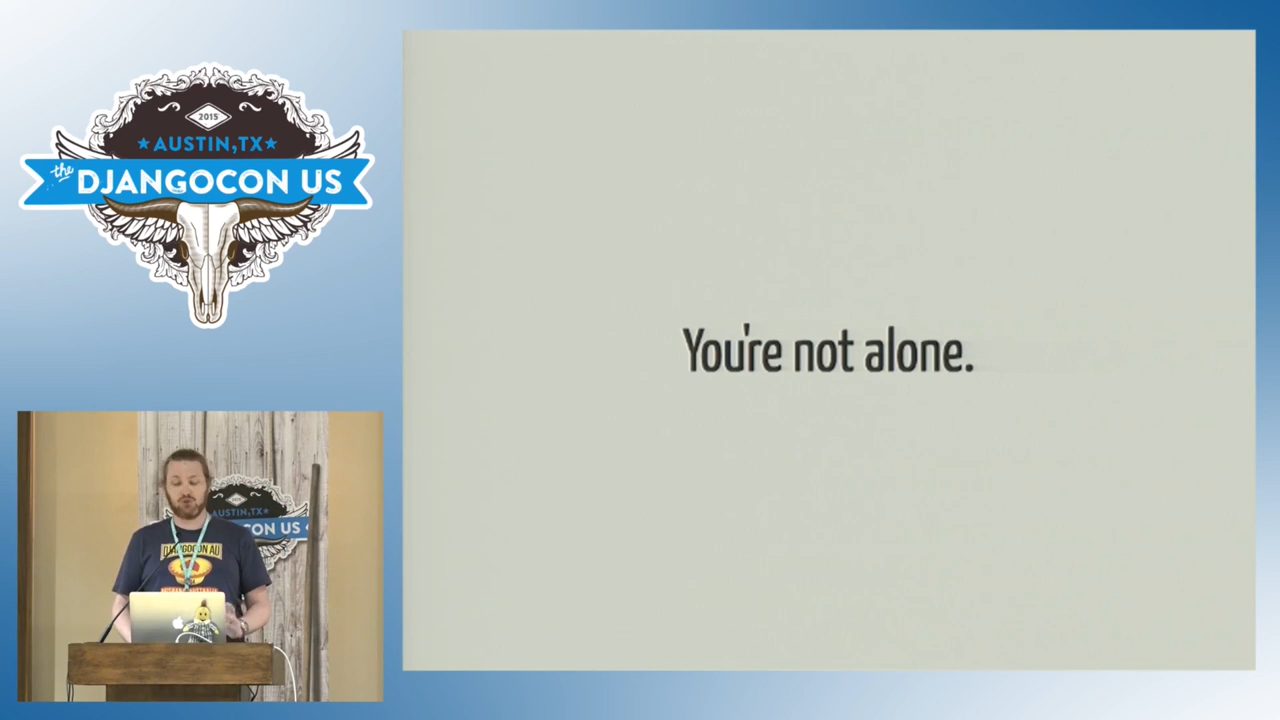 2015
AUSTIN, TX
the
DJANGOCON US
You're not alone.
AUSTIN,TX
CON US
DJANGOCON AU